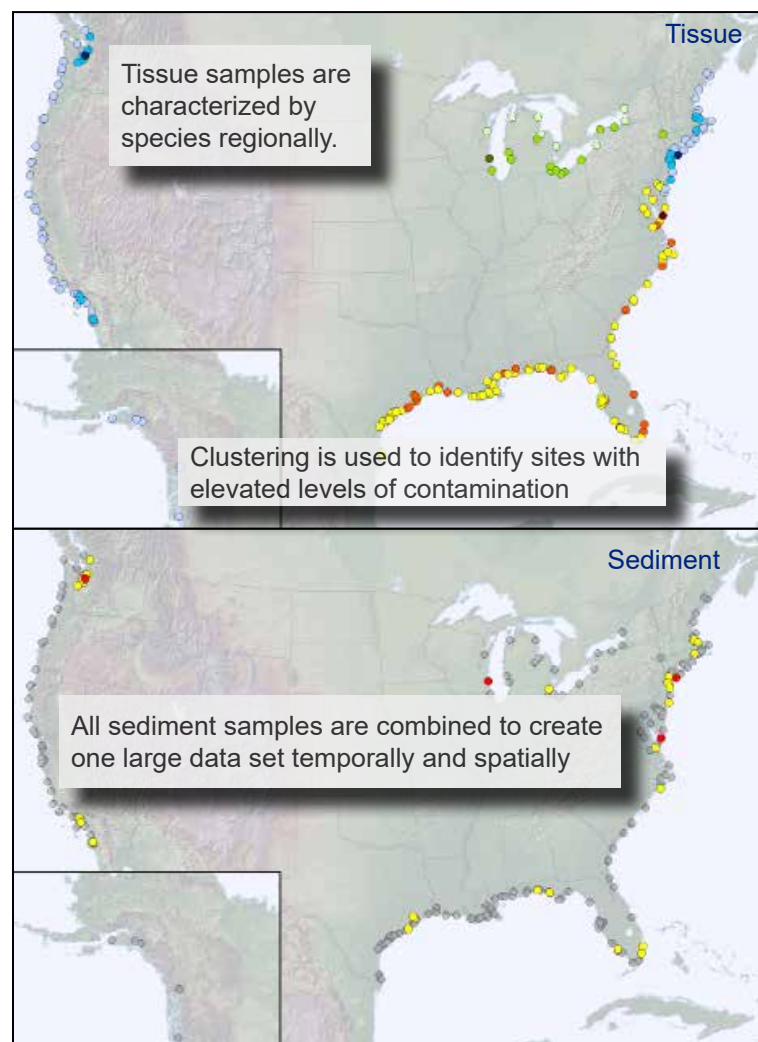 Tissue
Tissue samples are
characterized by
species regionally.
Clustering is used to identify sites with
elevated levels of contamination
Sediment
All sediment samples are combined to create
one large data set temporally and spatially